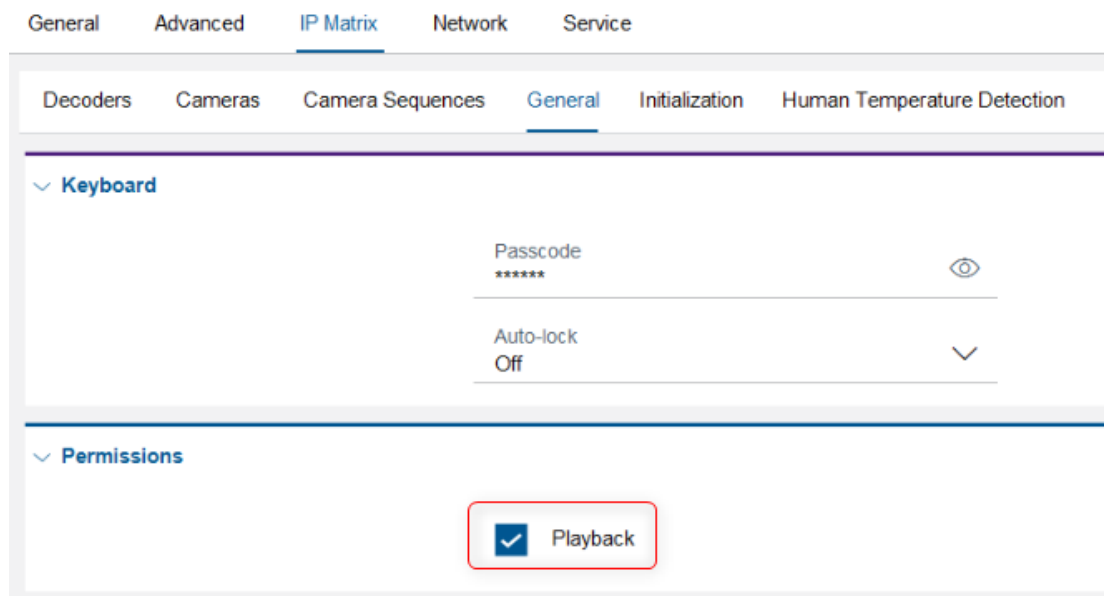 General Advanced IP Matrix Network Service
Decoders Cameras Camera Sequences General Initialization Human Temperature Detection
Keyboard
Passcode
******
Auto-lock
Off
Permissions
Playback